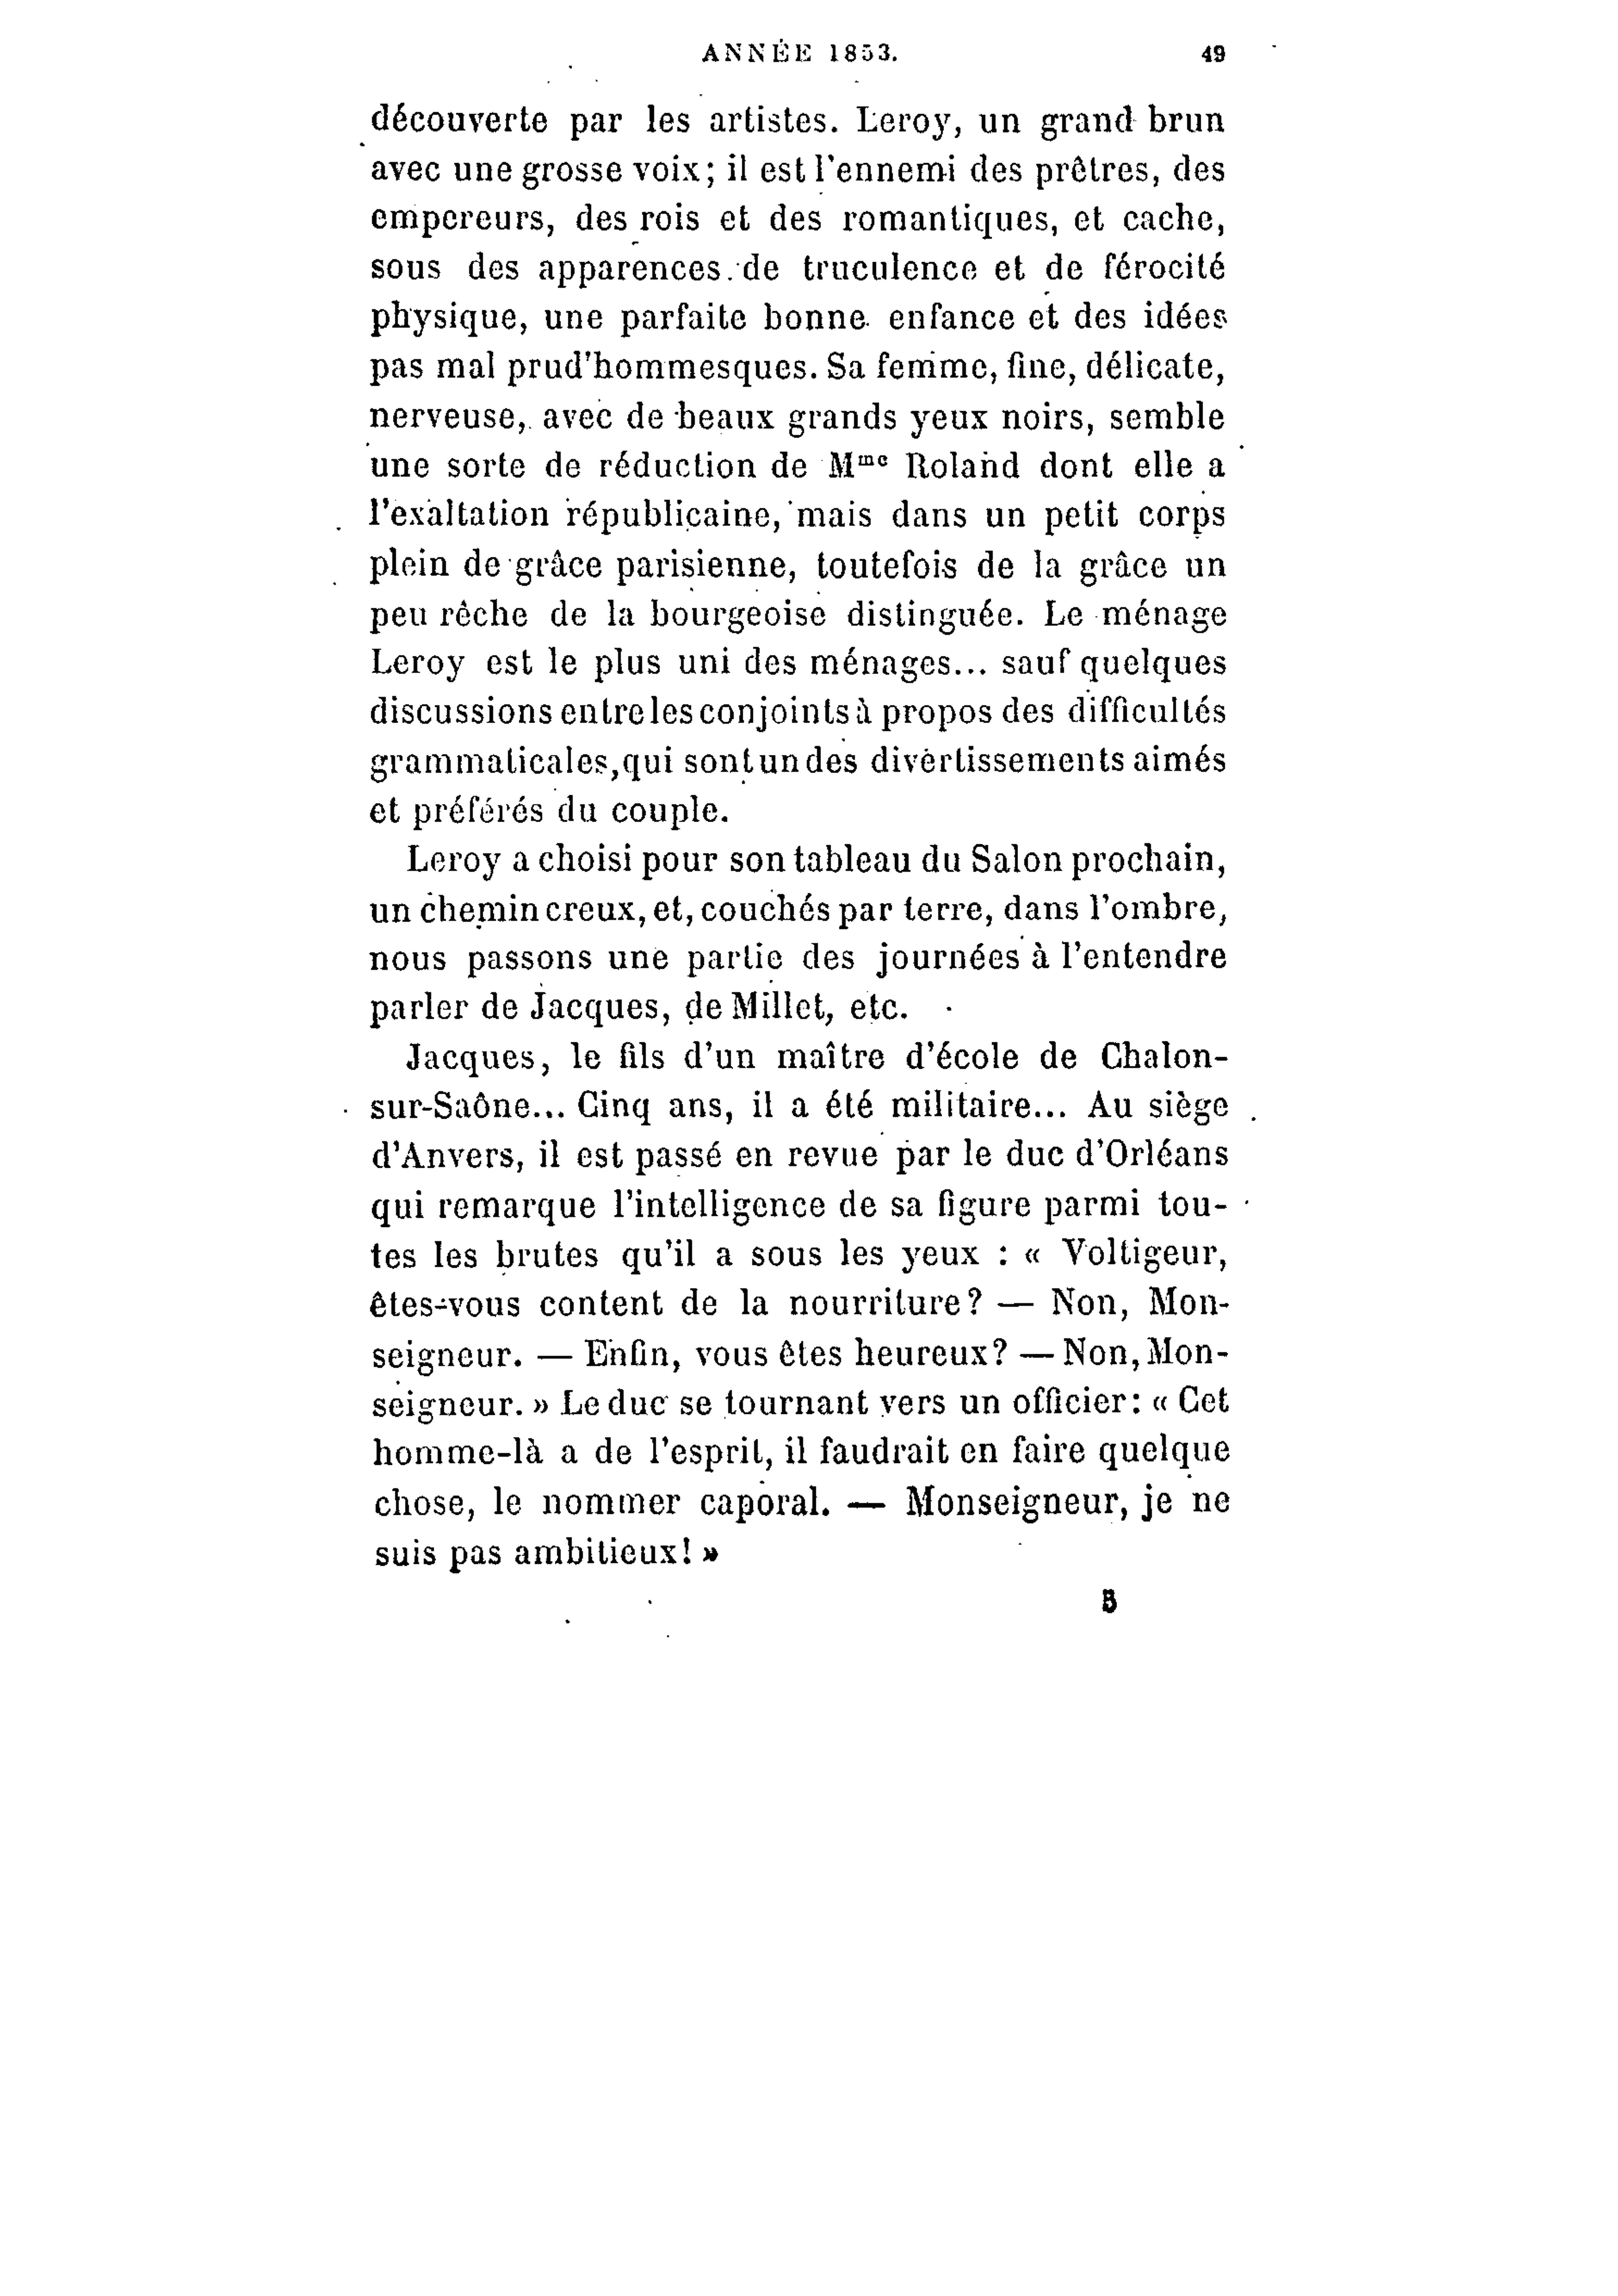 ANNÉE 1853. 49
découverte par les artistes. Leroy, un grand brun
avec une grosse voix; il est l'ennemi des prêtres, des
empereurs, des rois et des romantiques, et cache,
sous des apparences de truculence et de férocité
physique, une parfaite bonne enfance et des idées
pas mal prud'hommesques. Sa femme, fine, délicate,
nerveuse, avec de beaux grands yeux noirs, semble
une sorte de réduction de Mme Roland dont elle a
l'exaltation républicaine, mais dans un petit corps
plein de grâce parisienne, toutefois de la grâce un
peu rêche de la bourgeoise distinguée. Le ménage
Leroy est le plus uni des ménages... sauf quelques
discussions entre les conjoints à propos des difficultés
grammaticales, qui sont un des divertissements aimés
et préférés du couple.
Leroy a choisi pour son tableau du Salon prochain,
un chemin creux, et, couchés par terre, dans l'ombre,
nous passons une partie des journées à l'entendre
parler de Jacques, de Millet, etc.
Jacques, le fils d'un maître d'école de Chalon-
sur-Saône... Cinq ans, il a été militaire... Au siège
d'Anvers, il est passé en revue par le duc d'Orléans
qui remarque l'intelligence de sa figure parmi tou-
tes les brutes qu'il a sous les yeux : « Voltigeur,
êtes-vous content de la nourriture? — Non, Mon-
seigneur. — Enfin, vous êtes heureux? — Non, Mon-
seigneur. » Le duc se tournant vers un officier: « Cet
homme-là a de l'esprit, il faudrait en faire quelque
chose, le nommer caporal. — Monseigneur, je ne
suis pas ambitieux! »
5